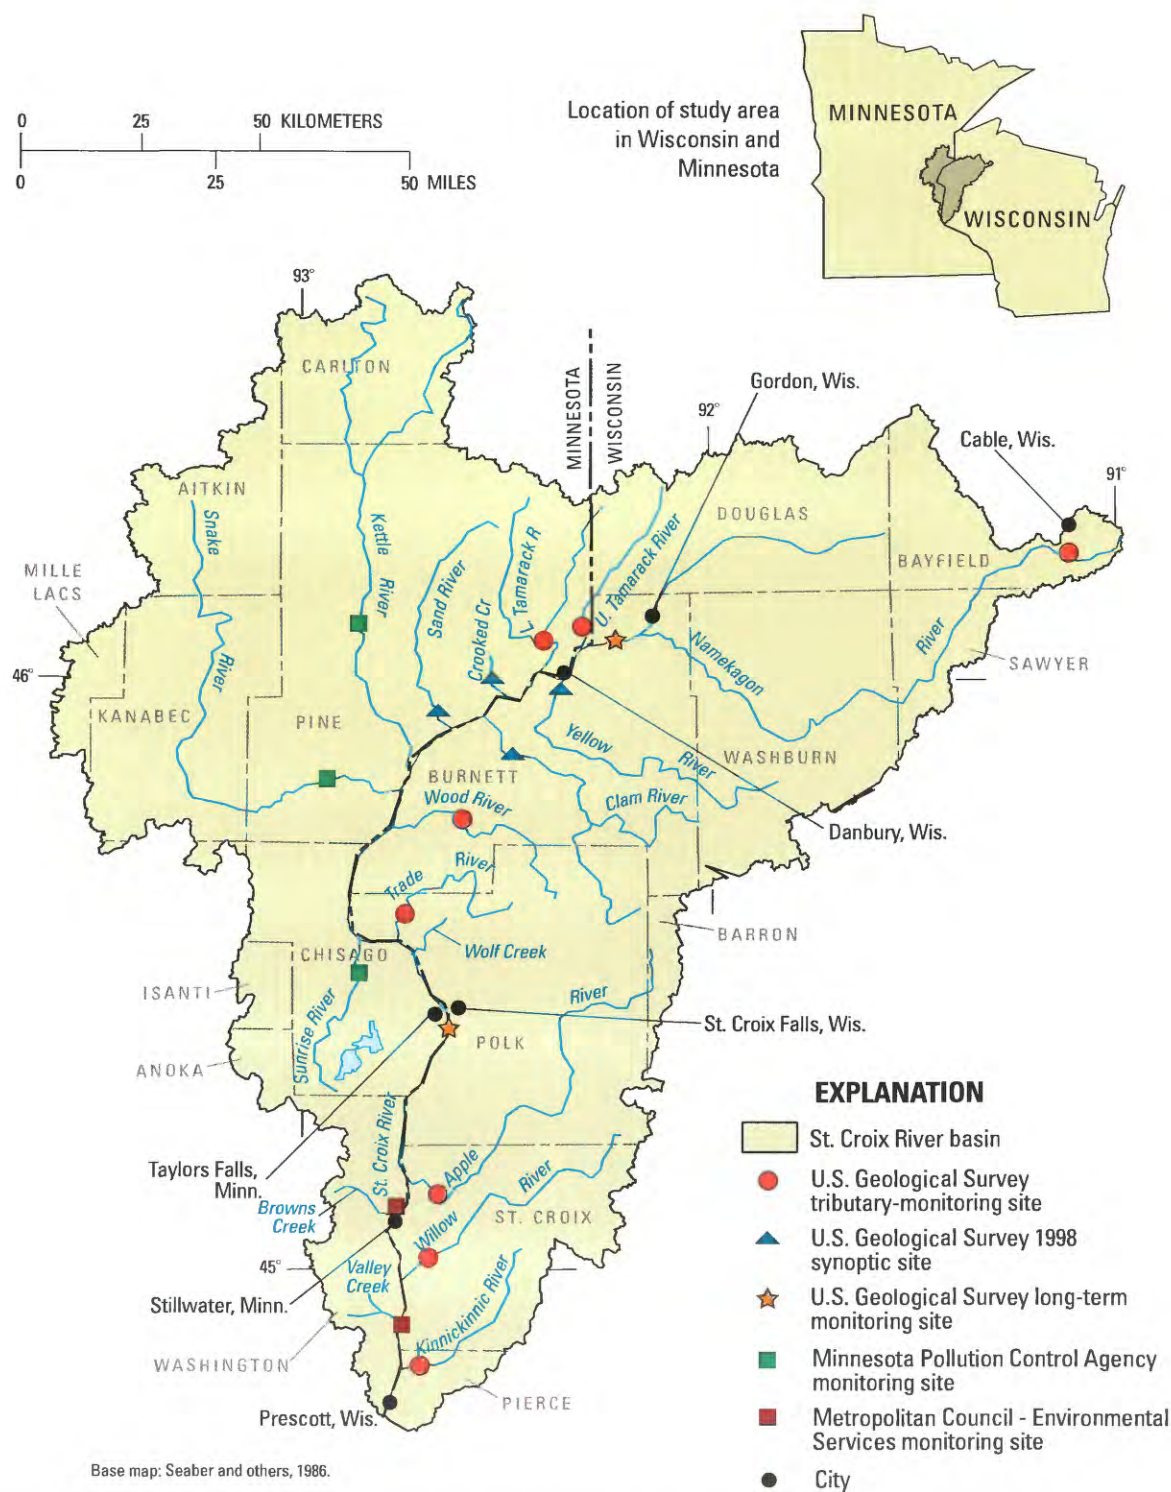 0 25 50 KILOMETERS
0 25 50 MILES
Location of study area
in Wisconsin and
Minnesota
MINNESOTA
WISCONSIN
93°
CARLTON
MINNESOTA
WISCONSIN
Gordon, Wis.
92°
Cable, Wis.
91°
AITKIN
Snake
River
Kettle
River
Sand River
Crooked Cr
L. Tamarack R
U. Tamarack River
DOUGLAS
BAYFIELD
MILLE
LACS
Namekagon
River
SAWYER
46°
KANABEC
PINE
Yellow
River
WASHBURN
BURNETT
Wood River
Clam River
Danbury, Wis.
Trade
River
BARRON
Wolf Creek
CHISAGO
ISANTI
Sunrise River
River
St. Croix Falls, Wis.
POLK
ANOKA
St. Croix River
Taylors Falls,
Minn.
Apple
River
Browns
Creek
Willow
ST. CROIX
45°
Valley
Creek
Stillwater, Minn.
Kinnickinnic River
WASHINGTON
PIERCE
Prescott, Wis.
EXPLANATION
St. Croix River basin
U.S. Geological Survey
tributary-monitoring site
U.S. Geological Survey 1998
synoptic site
U.S. Geological Survey long-term
monitoring site
Minnesota Pollution Control Agency
monitoring site
Metropolitan Council - Environmental
Services monitoring site
City
Base map: Seaber and others, 1986.